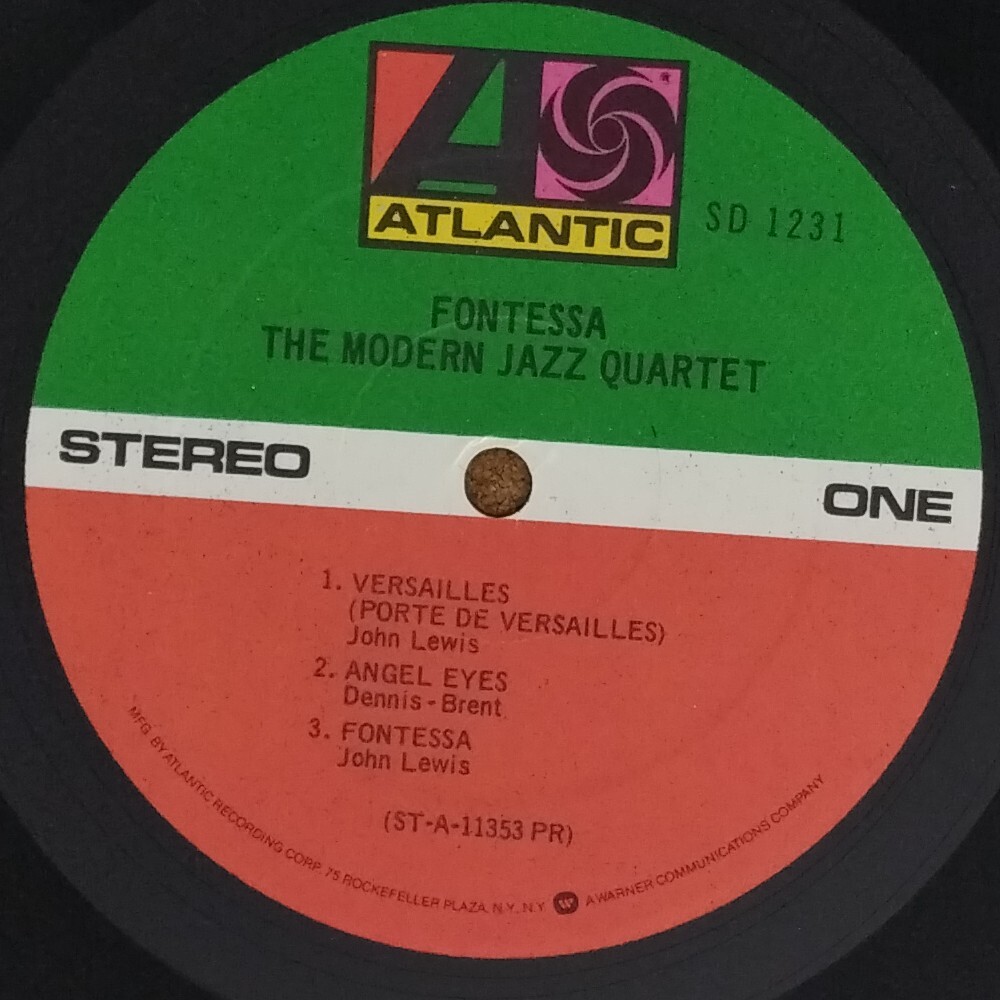 ATLANTIC
SD 1231
FONTESSA
THE MODERN JAZZ QUARTET
STEREO
ONE
1. VERSAILLES
(PORTE DE VERSAILLES)
John Lewis
2. ANGEL EYES
Dennis - Brent
3. FONTESSA
John Lewis
(ST-A-11353 PR)
MFG. BY ATLANTIC RECORDING CORP. 75 ROCKEFELLER PLAZA, N.Y., N.Y. W A WARNER COMMUNICATIONS COMPANY